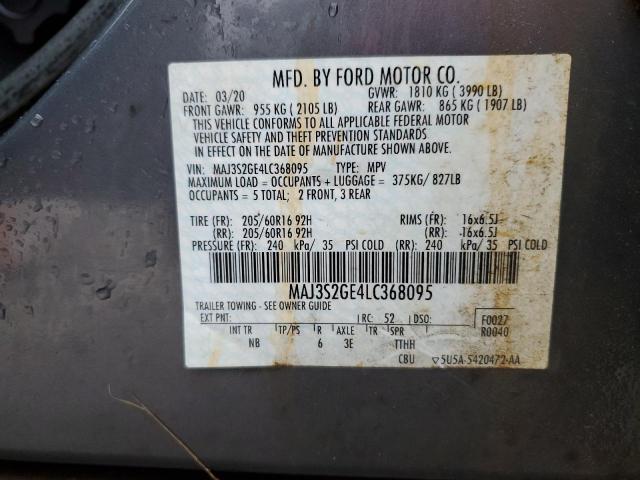 MFD. BY FORD MOTOR CO.
DATE: 03/20 GVWR: 1810 KG ( 3990 LB)
FRONT GAWR: 955 KG ( 2105 LB) REAR GAWR: 865 KG ( 1907 LB)
THIS VEHICLE CONFORMS TO ALL APPLICABLE FEDERAL MOTOR
VEHICLE SAFETY AND THEFT PREVENTION STANDARDS
IN EFFECT ON THE DATE OF MANUFACTURE SHOWN ABOVE.
VIN: MAJ3S2GE4LC368095 TYPE: MPV
MAXIMUM LOAD = OCCUPANTS + LUGGAGE = 375KG/ 827LB
OCCUPANTS = 5 TOTAL; 2 FRONT, 3 REAR
TIRE (FR): 205/60R16 92H RIMS (FR): 16x6.5J
(RR): 205/60R16 92H (RR): 16x6.5J
PRESSURE (FR): 240 kPa/ 35 PSI COLD (RR): 240 kPa/ 35 PSI COLD
MAJ3S2GE4LC368095
TRAILER TOWING - SEE OWNER GUIDE
EXT PNT: RC: 52 DSO: F0027
R0040
INT TR TP/PS R AXLE TR SPR
NB 6 3E TTHH
CBU 5U5A-5420472-AA